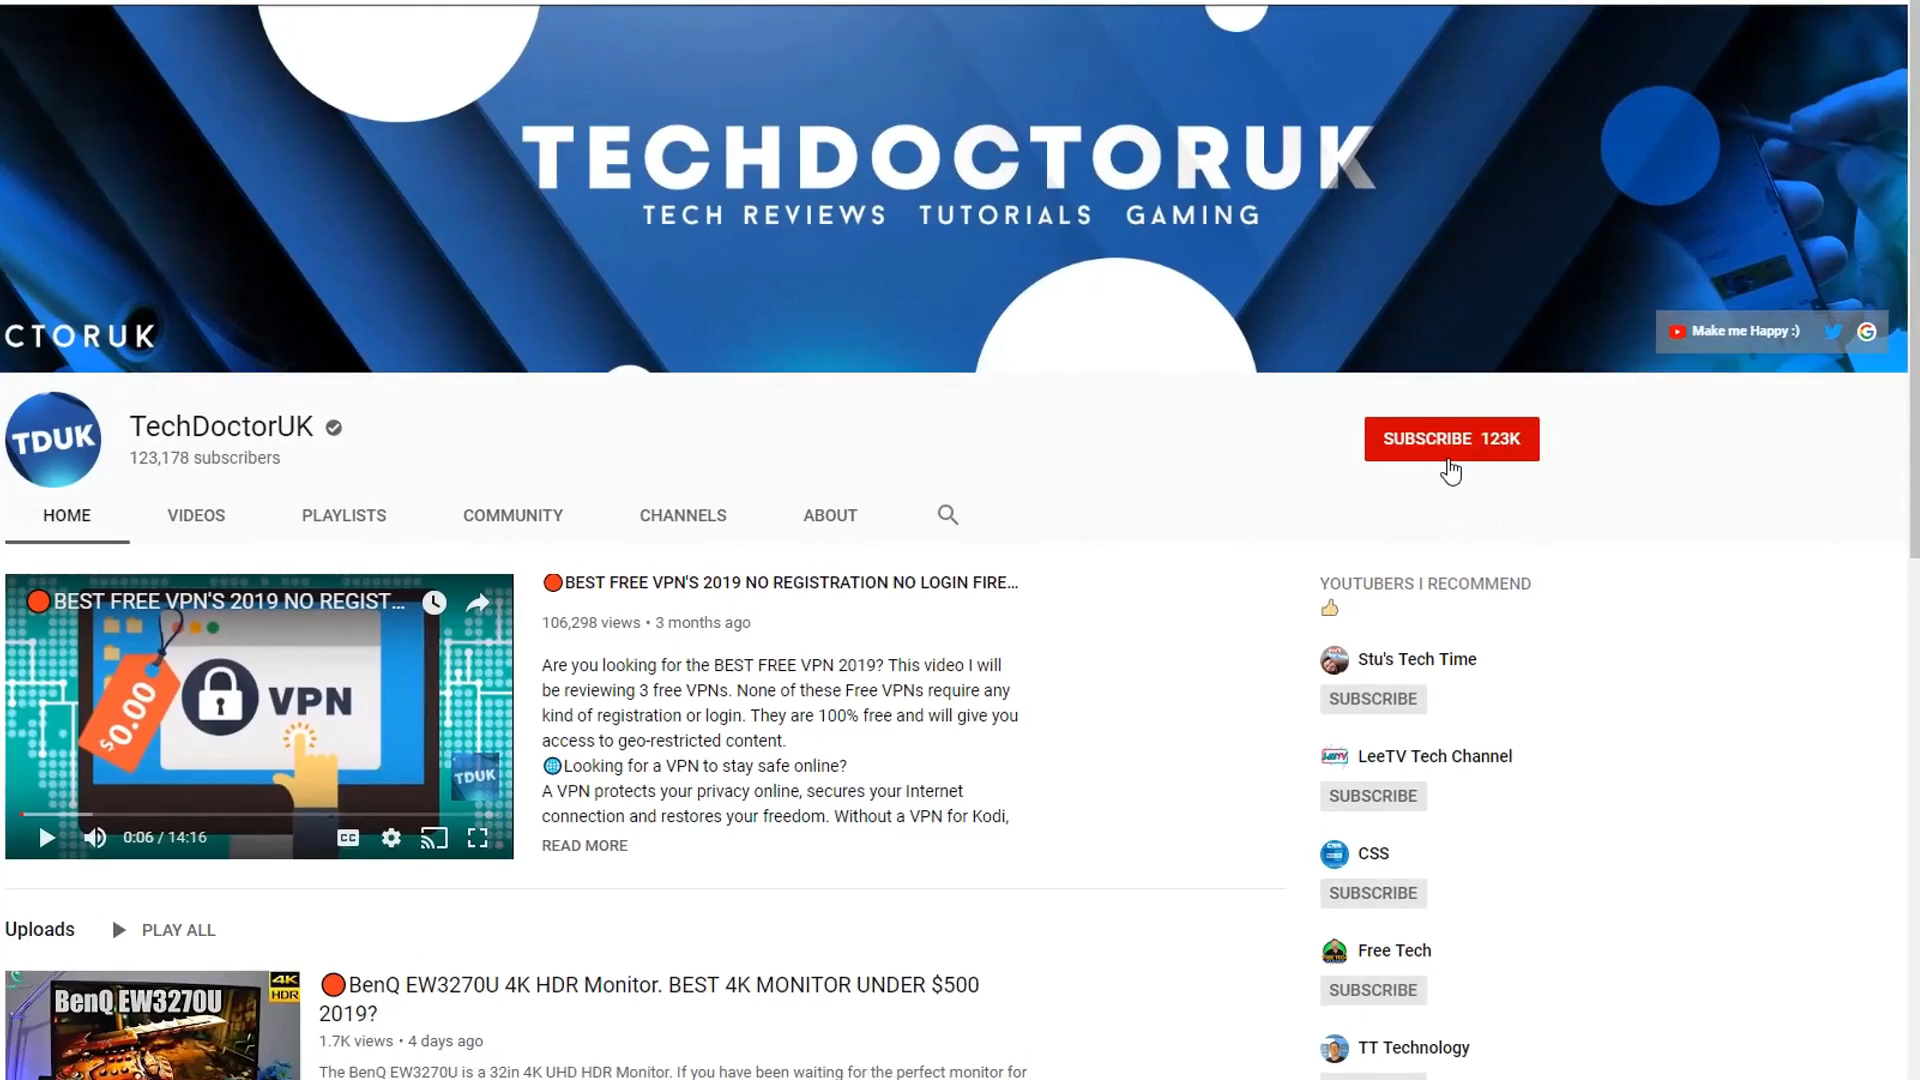 TECHDOCTORUK
TECH REVIEWS TUTORIALS GAMING
CTORUK
Make me Happy :)
TDUK
TechDoctorUK
123,178 subscribers
SUBSCRIBE 123K
HOME VIDEOS PLAYLISTS COMMUNITY CHANNELS ABOUT
BEST FREE VPN'S 2019 NO REGIST...
$0.00
VPN
TDUK
0:06 / 14:16
CC
BEST FREE VPN'S 2019 NO REGISTRATION NO LOGIN FIRE...
106,298 views • 3 months ago
Are you looking for the BEST FREE VPN 2019? This video I will
be reviewing 3 free VPNs. None of these Free VPNs require any
kind of registration or login. They are 100% free and will give you
access to geo-restricted content.
Looking for a VPN to stay safe online?
A VPN protects your privacy online, secures your Internet
connection and restores your freedom. Without a VPN for Kodi,
READ MORE
YOUTUBERS I RECOMMEND
Stu's Tech Time
SUBSCRIBE
LeeTV Tech Channel
SUBSCRIBE
CSS
SUBSCRIBE
Free Tech
SUBSCRIBE
TT Technology
Uploads PLAY ALL
BenQ EW3270U
4K
HDR
BenQ EW3270U 4K HDR Monitor. BEST 4K MONITOR UNDER $500
2019?
1.7K views • 4 days ago
The BenQ EW3270U is a 32in 4K UHD HDR Monitor. If you have been waiting for the perfect monitor for